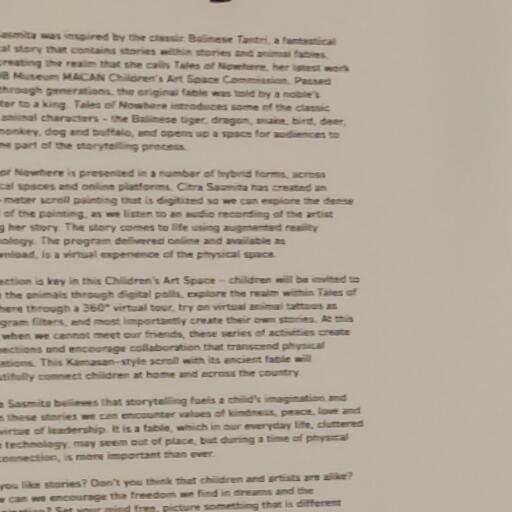 Sasmita was inspired by the classic Balinese Tantri, a fantastical
story that contains stories within stories and animal fables,
creating the realm that she calls Tales of Nowhere, her latest work
Museum MACAN Children's Art Space Commission. Passed
through generations, the original fable was told by a noble's
to a king. Tales of Nowhere introduces some of the classic
animal characters – the Balinese tiger, dragon, snake, bird, deer,
monkey, dog and buffalo, and opens up a space for audiences to
part of the storytelling process.
of Nowhere is presented in a number of hybrid forms, across
spaces and online platforms. Citra Sasmita has created an
-meter scroll painting that is digitized so we can explore the dense
of the painting, as we listen to an audio recording of the artist
her story. The story comes to life using augmented reality
The program delivered online and available as
is a virtual experience of the physical space.
is key in this Children's Art Space – children will be invited to
the animals through digital polls, explore the realm within Tales of
through a 360° virtual tour, try on virtual animal tattoos as
filters, and most importantly create their own stories. At this
when we cannot meet our friends, these series of activities create
and encourage collaboration that transcend physical
This Kamasan-style scroll with its ancient fable will
connect children at home and across the country.
Sasmita believes that storytelling fuels a child's imagination and
these stories we can encounter values of kindness, peace, love and
virtue of leadership. It is a fable, which in our everyday life, cluttered
technology, may seem out of place, but during a time of physical
is more important than ever.
you like stories? Don't you think that children and artists are alike?
can we encourage the freedom we find in dreams and the
Set your mind free, picture something that is different